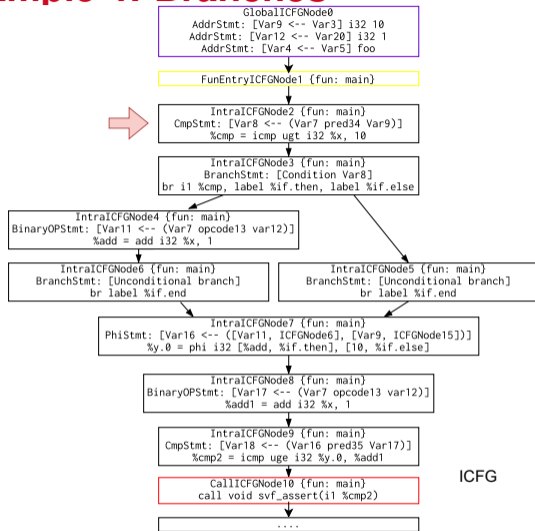 GlobalICFGNode0
AddrStmt: [Var9 <-- Var3] i32 10
AddrStmt: [Var12 <-- Var20] i32 1
AddrStmt: [Var4 <-- Var5] foo
FunEntryICFGNode1 {fun: main}
IntraICFGNode2 {fun: main}
CmpStmt: [Var8 <-- (Var7 pred34 Var9)]
%cmp = icmp ugt i32 %x, 10
IntraICFGNode3 {fun: main}
BranchStmt: [Condition Var8]
br i1 %cmp, label %if.then, label %if.else
IntraICFGNode4 {fun: main}
BinaryOPStmt: [Var11 <-- (Var7 opcode13 var12)]
%add = add i32 %x, 1
IntraICFGNode6 {fun: main}
BranchStmt: [Unconditional branch]
br label %if.end
IntraICFGNode5 {fun: main}
BranchStmt: [Unconditional branch]
br label %if.end
IntraICFGNode7 {fun: main}
PhiStmt: [Var16 <-- ([Var11, ICFGNode6], [Var9, ICFGNode15])]
%y.0 = phi i32 [%add, %if.then], [10, %if.else]
IntraICFGNode8 {fun: main}
BinaryOPStmt: [Var17 <-- (Var7 opcode13 var12)]
%add1 = add i32 %x, 1
IntraICFGNode9 {fun: main}
CmpStmt: [Var18 <-- (Var16 pred35 Var17)]
%cmp2 = icmp uge i32 %y.0, %add1
ICFG
CallICFGNode10 {fun: main}
call void svf_assert(i1 %cmp2)
....